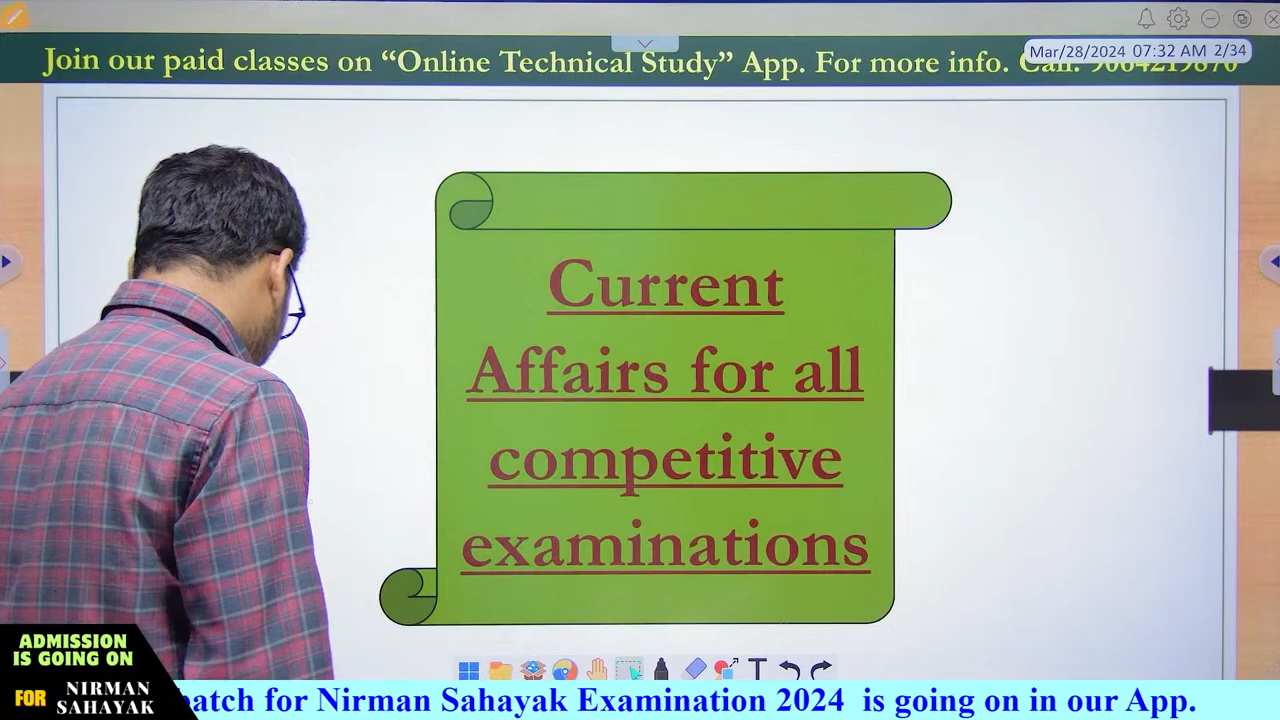 Join our paid classes on “Online Technical Study” App. For more info. Call:
Mar/28/2024 07:32 AM 2/34
Current
Affairs for all
competitive
examinations
ADMISSION
IS GOING ON
FOR NIRMAN
SAHAYAK
batch for Nirman Sahayak Examination 2024 is going on in our App.